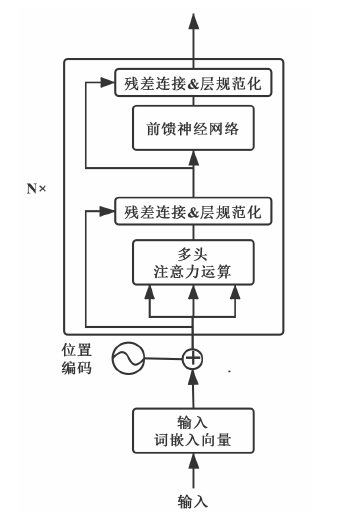 残差连接&层规范化
前馈神经网络
N×
残差连接&层规范化
多头
注意力运算
位置
编码
输入
词嵌入向量
输入